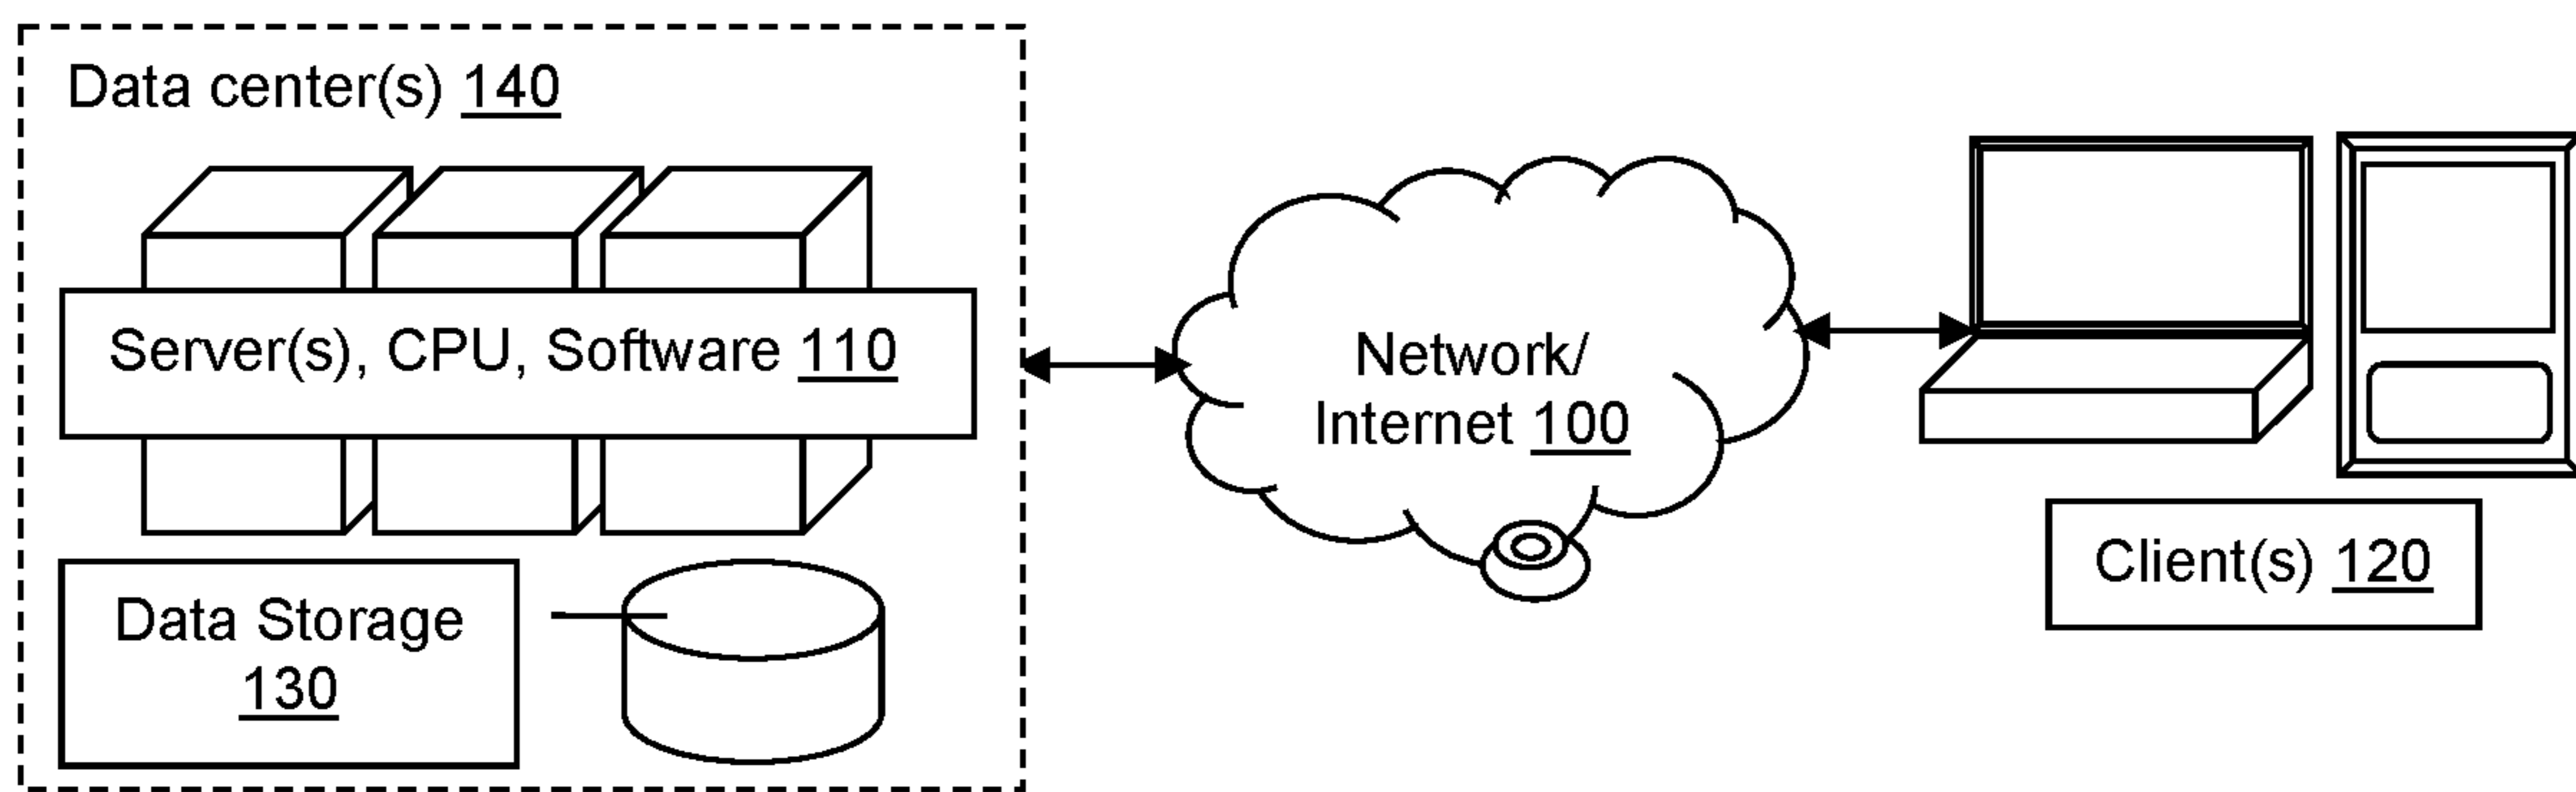 Data center(s) 140
Server(s), CPU, Software 110
Data Storage
130
Network/
Internet 100
Client(s) 120